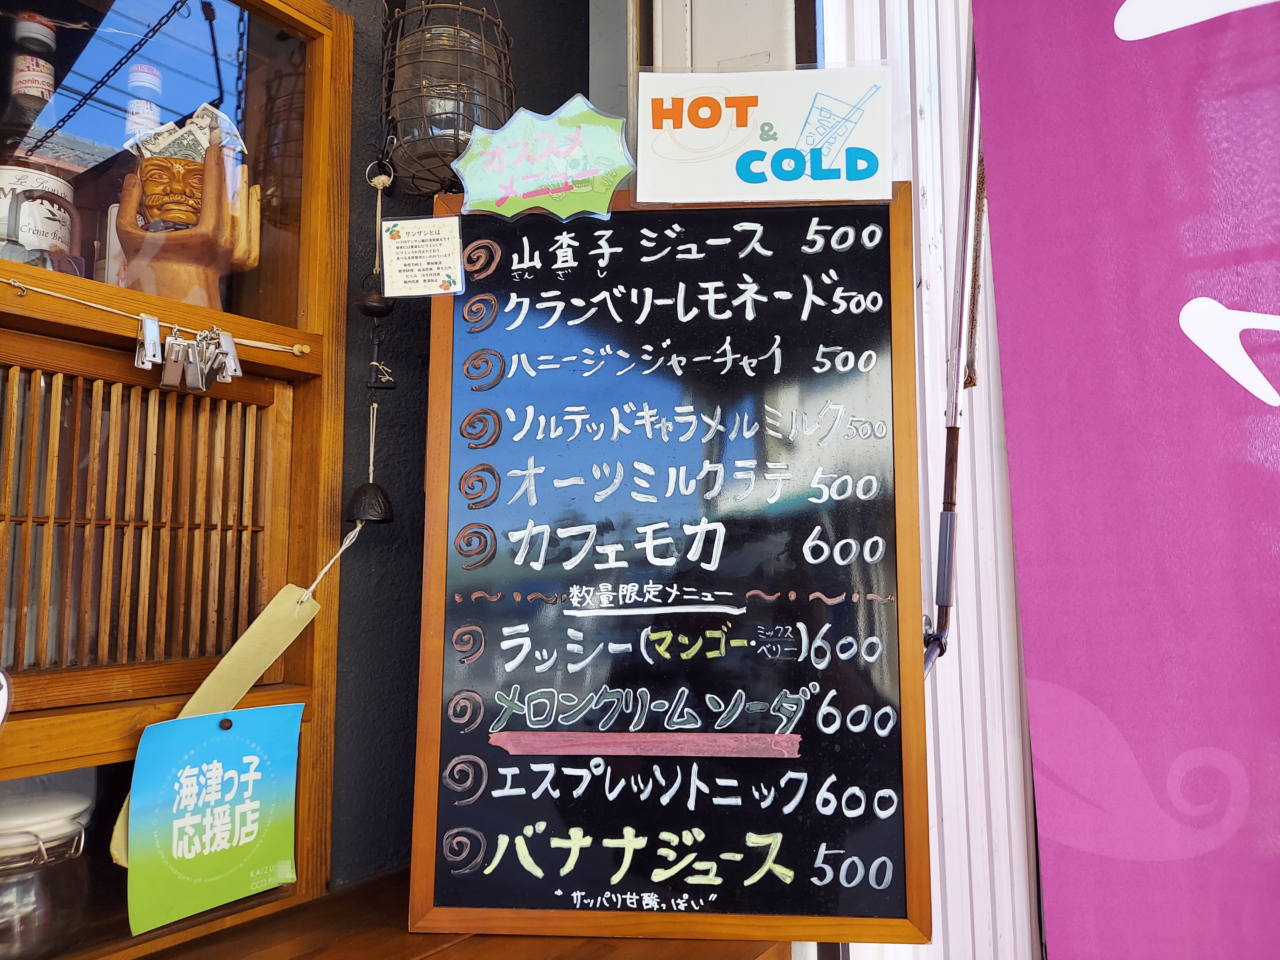 オススメ
メニュー
HOT
&
COLD
サンザシとは
山査子 ジュース 500
さん ざ し
クランベリーレモネード 500
ハニージンジャーチャイ 500
ソルテッドキャラメルミルク 500
オーツミルクラテ 500
カフェモカ 600
数量限定メニュー
ラッシー(マンゴー・ミックスベリー) 600
メロンクリームソーダ 600
エスプレッソトニック 600
バナナジュース 500
"サッパリ甘酸っぱい"
海津っ子
応援店